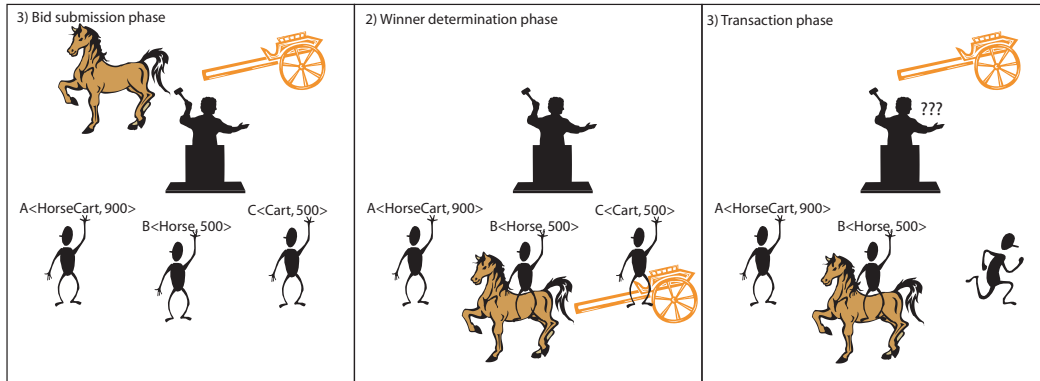 3) Bid submission phase
A<HorseCart, 900>
B<Horse, 500>
C<Cart, 500>
2) Winner determination phase
A<HorseCart, 900>
B<Horse, 500>
C<Cart, 500>
3) Transaction phase
???
A<HorseCart, 900>
B<Horse, 500>